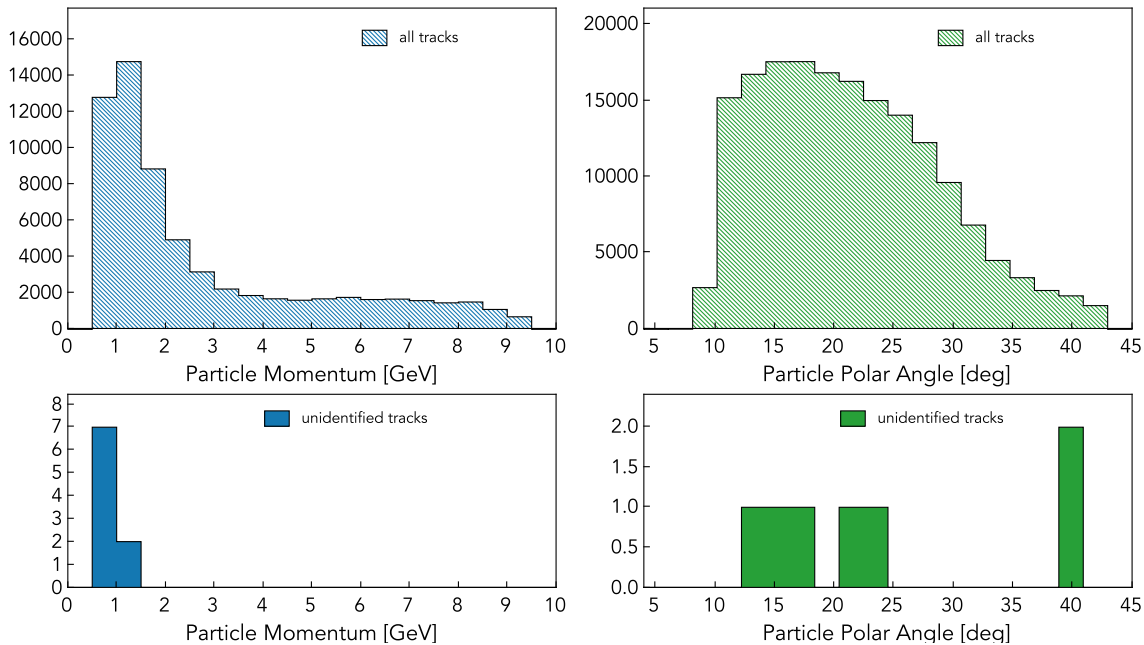 16000
14000
12000
10000
8000
6000
4000
2000
0
all tracks
0 1 2 3 4 5 6 7 8 9 10
Particle Momentum [GeV]
20000
15000
10000
5000
0
all tracks
5 10 15 20 25 30 35 40 45
Particle Polar Angle [deg]
8
7
6
5
4
3
2
1
0
unidentified tracks
0 1 2 3 4 5 6 7 8 9 10
Particle Momentum [GeV]
2.0
1.5
1.0
0.5
0.0
unidentified tracks
5 10 15 20 25 30 35 40 45
Particle Polar Angle [deg]